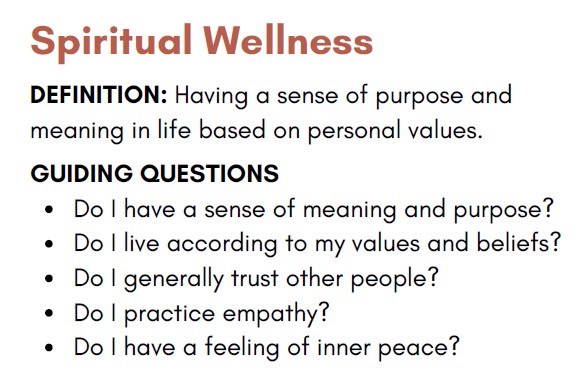 Spiritual Wellness
DEFINITION: Having a sense of purpose and
meaning in life based on personal values.
GUIDING QUESTIONS
• Do I have a sense of meaning and purpose?
• Do I live according to my values and beliefs?
• Do I generally trust other people?
• Do I practice empathy?
• Do I have a feeling of inner peace?